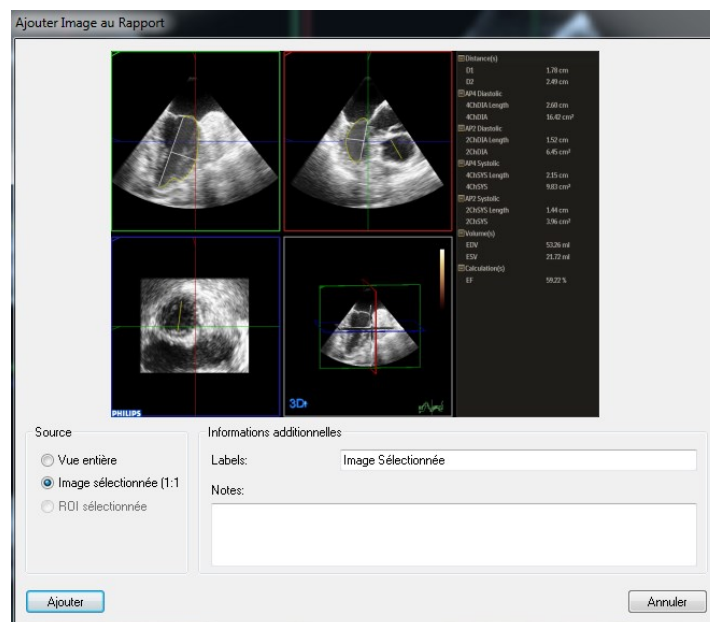 Ajouter Image au Rapport
Distance(s)
D1 1.78 cm
D2 2.49 cm
AP4 Diastolic
4ChDIA Length 2.60 cm
4ChDIA 16.42 cm²
AP2 Diastolic
2ChDIA Length 1.52 cm
2ChDIA 6.45 cm²
AP4 Systolic
4ChSYS Length 2.15 cm
4ChSYS 9.83 cm²
AP2 Systolic
2ChSYS Length 1.44 cm
2ChSYS 3.96 cm²
Volume(s)
EDV 53.26 ml
ESV 21.72 ml
Calculation(s)
EF 59.22 %
PHILIPS
3D
Source
Vue entière
Image sélectionnée (1:1
ROI sélectionnée
Informations additionnelles
Labels: Image Sélectionnée
Notes:
Ajouter
Annuler